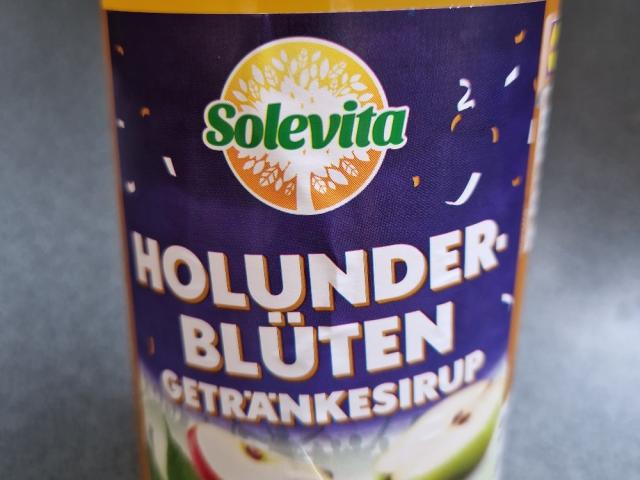 Solevita
HOLUNDER-
BLÜTEN
GETRÄNKESIRUP